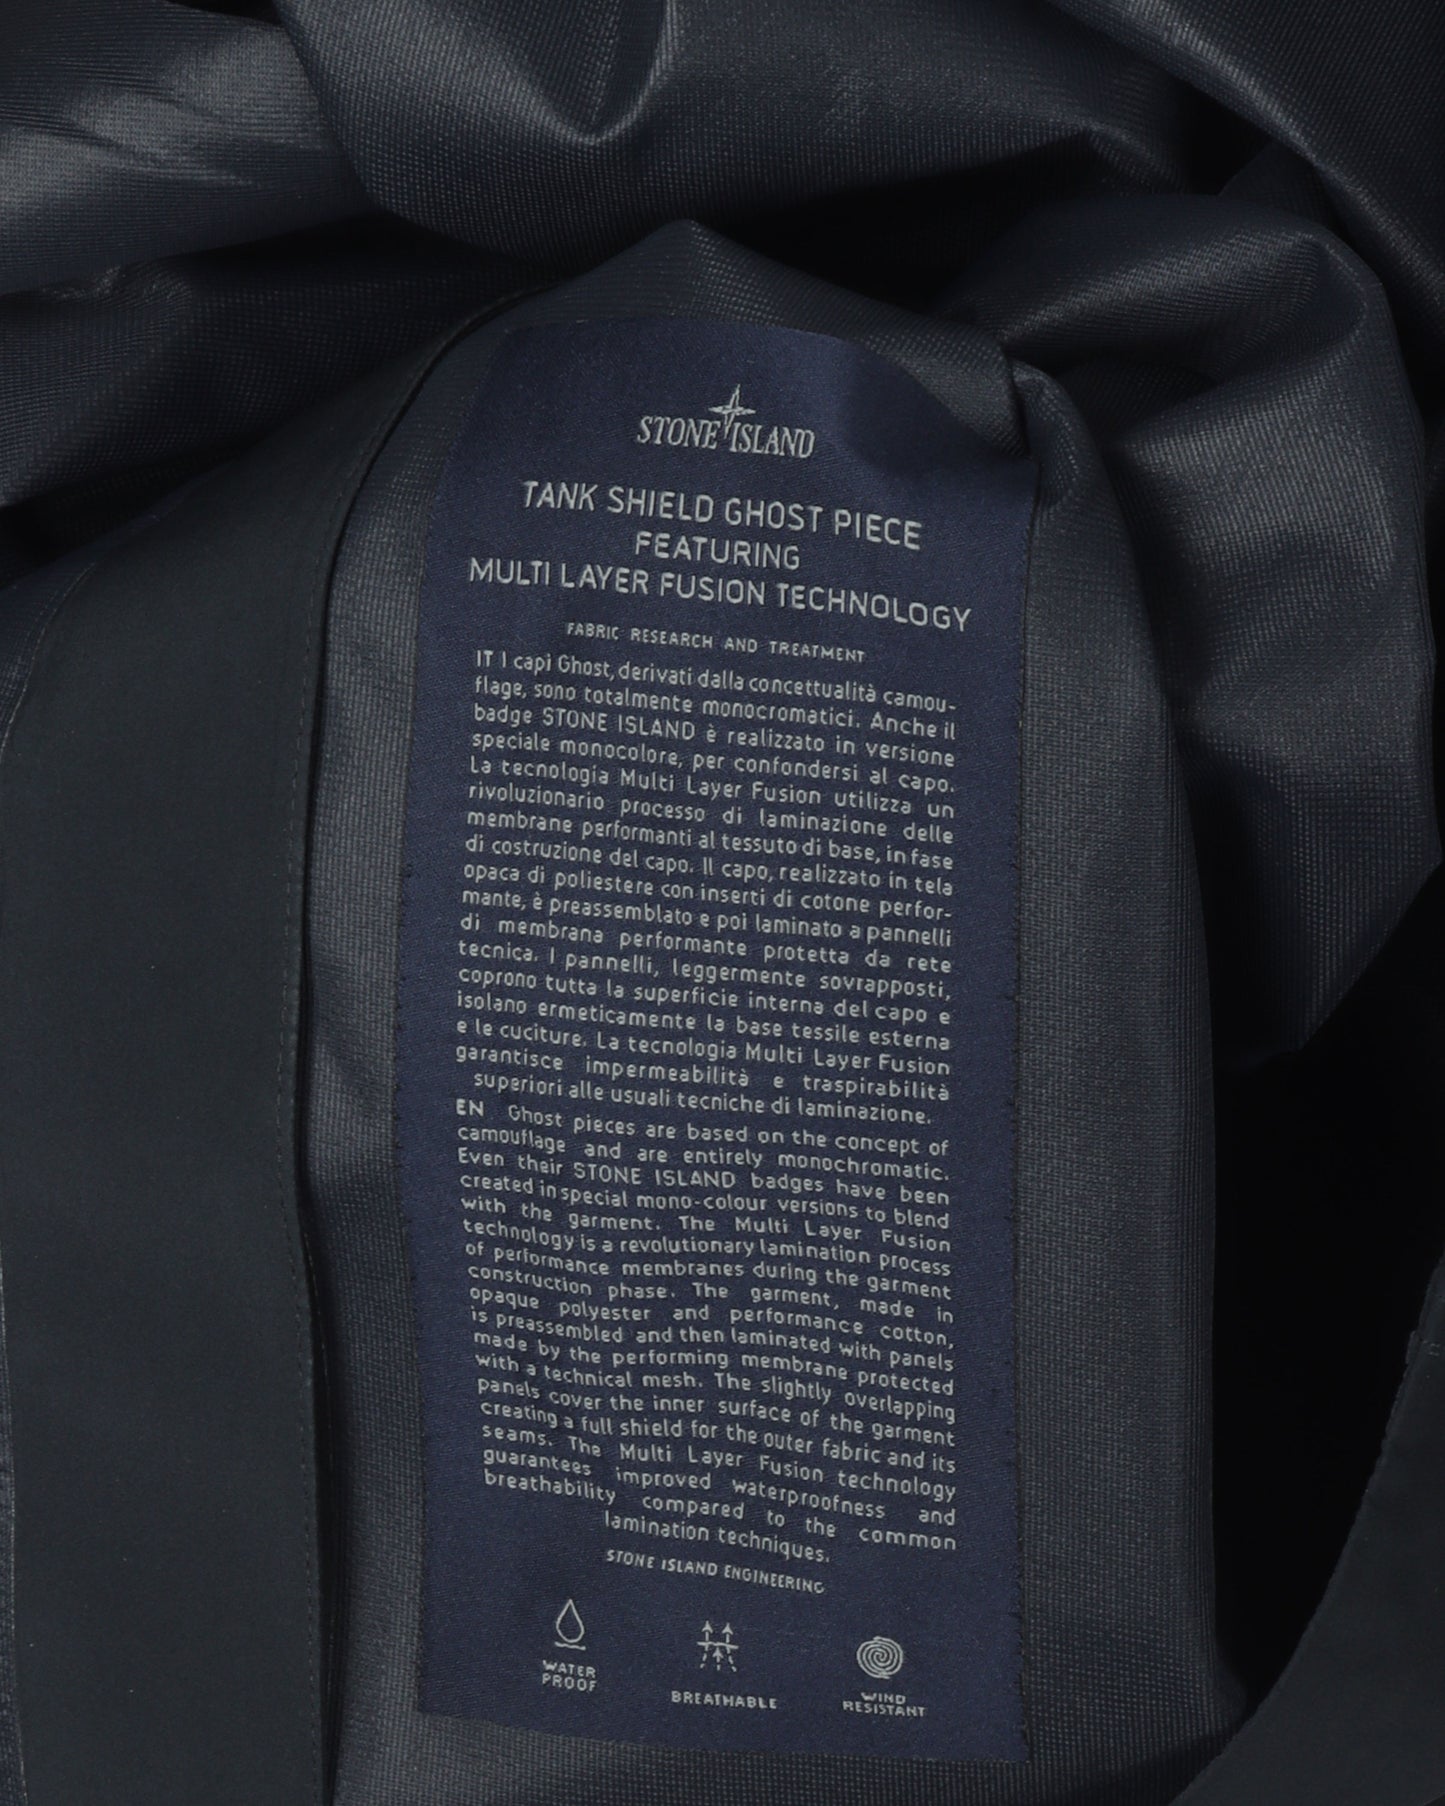 STONE ISLAND
TANK SHIELD GHOST PIECE
FEATURING
MULTI LAYER FUSION TECHNOLOGY
FABRIC RESEARCH AND TREATMENT
IT I capi Ghost, derivati dalla concettualità camou-
flage, sono totalmente monocromatici. Anche il
badge STONE ISLAND è realizzato in versione
speciale monocolore, per confondersi al capo.
La tecnologia Multi Layer Fusion utilizza un
rivoluzionario processo di laminazione delle
membrane performanti al tessuto di base, in fase
di costruzione del capo. Il capo, realizzato in tela
opaca di poliestere con inserti di cotone perfor-
mante, è preassemblato e poi laminato a pannelli
di membrana performante protetta da rete
tecnica. I pannelli, leggermente sovrapposti,
coprono tutta la superficie interna del capo e
isolano ermeticamente la base tessile esterna
e le cuciture. La tecnologia Multi Layer Fusion
garantisce impermeabilità e traspirabilità
superiori alle usuali tecniche di laminazione.
EN Ghost pieces are based on the concept of
camouflage and are entirely monochromatic.
Even their STONE ISLAND badges have been
created in special mono-colour versions to blend
with the garment. The Multi Layer Fusion
technology is a revolutionary lamination process
of performance membranes during the garment
construction phase. The garment, made in
opaque polyester and performance cotton,
is preassembled and then laminated with panels
made by the performing membrane protected
with a technical mesh. The slightly overlapping
panels cover the inner surface of the garment
creating a full shield for the outer fabric and its
seams. The Multi Layer Fusion technology
guarantees improved waterproofness and
breathability compared to the common
lamination techniques.
STONE ISLAND ENGINEERING
WATER
PROOF
BREATHABLE
WIND
RESISTANT